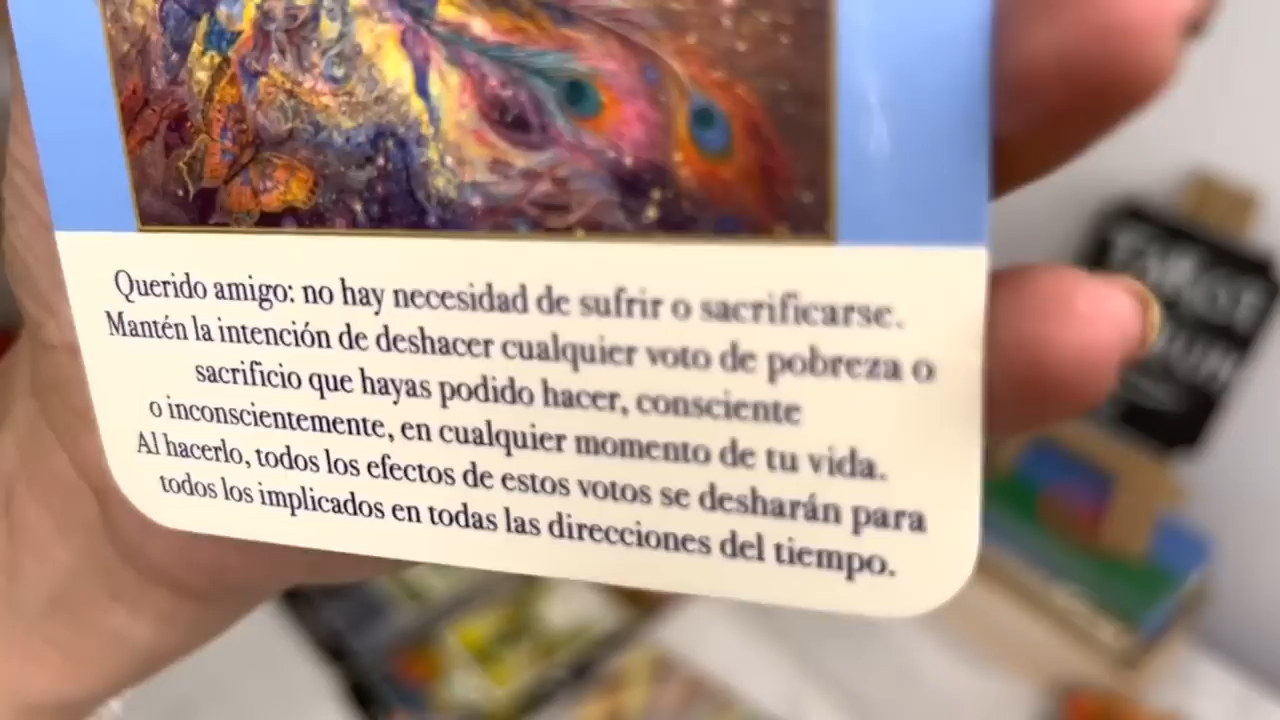 Querido amigo: no hay necesidad de sufrir o sacrificarse.
Mantén la intención de deshacer cualquier voto de pobreza o
sacrificio que hayas podido hacer, consciente
o inconscientemente, en cualquier momento de tu vida.
Al hacerlo, todos los efectos de estos votos se desharán para
todos los implicados en todas las direcciones del tiempo.
TAROT